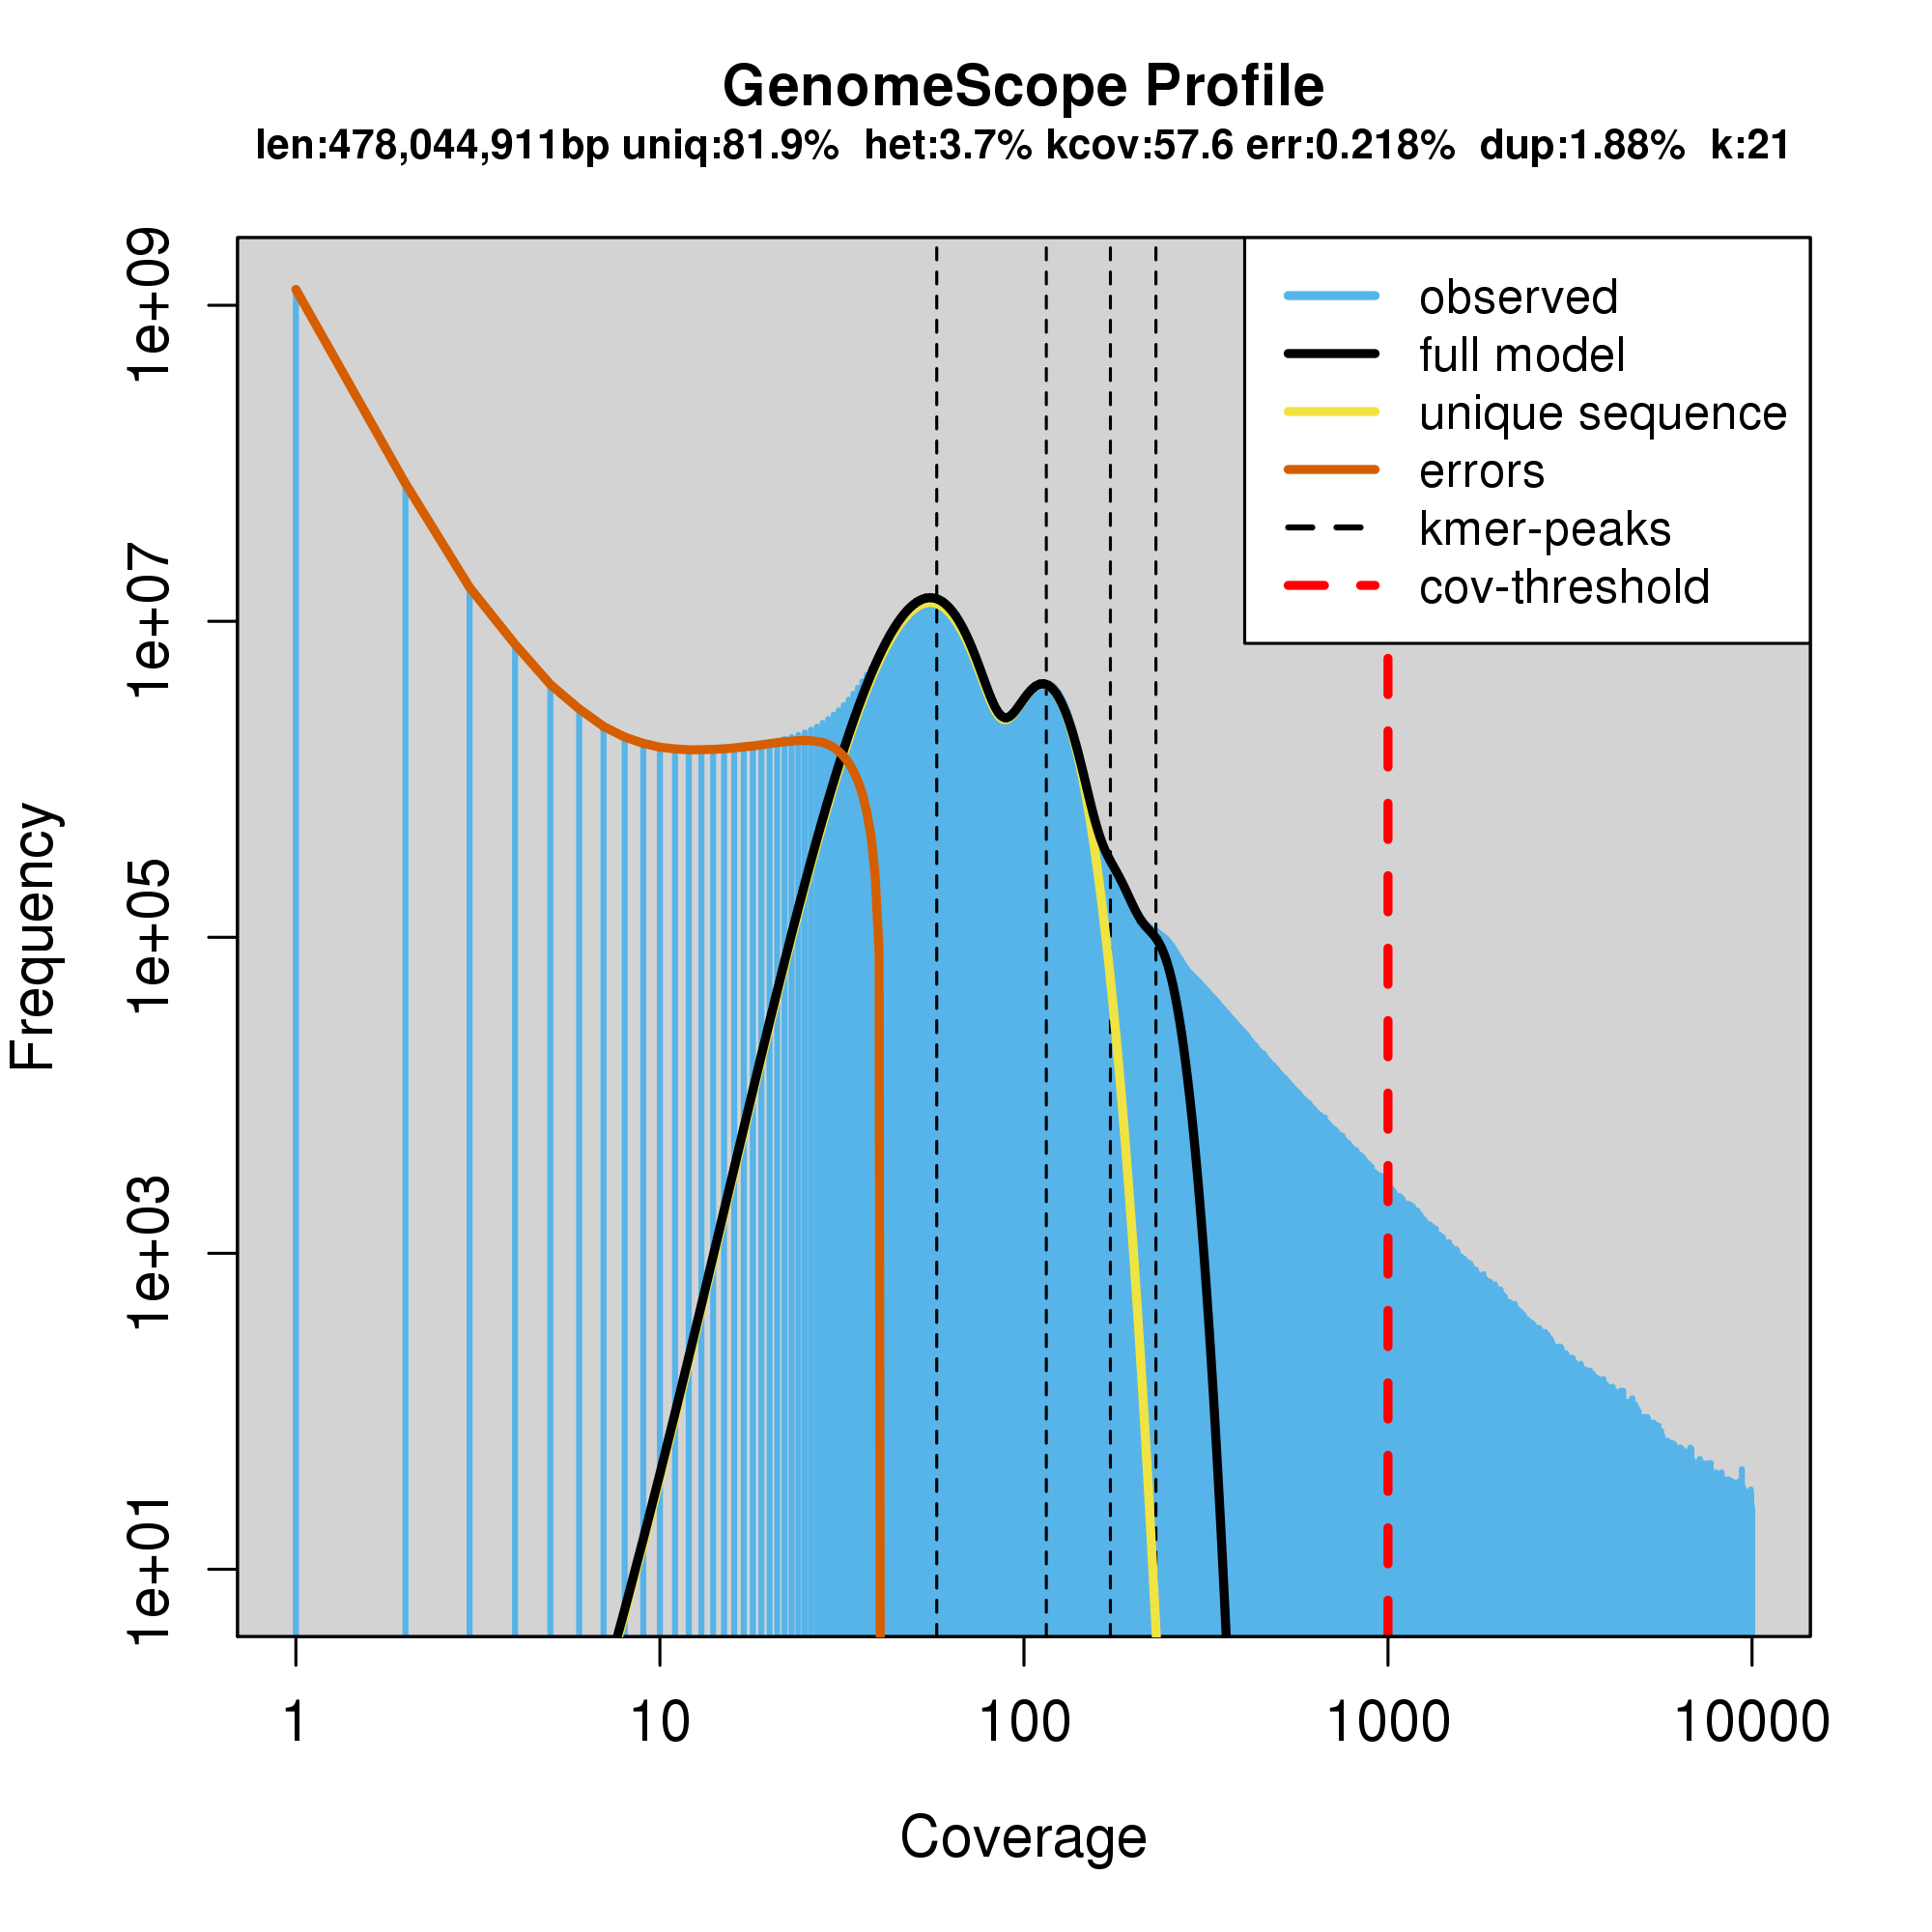 GenomeScope Profile
len:478,044,911bp uniq:81.9% het:3.7% kcov:57.6 err:0.218% dup:1.88% k:21
observed
full model
unique sequence
errors
kmer-peaks
cov-threshold
Frequency
1e+09
1e+07
1e+05
1e+03
1e+01
1 10 100 1000 10000
Coverage